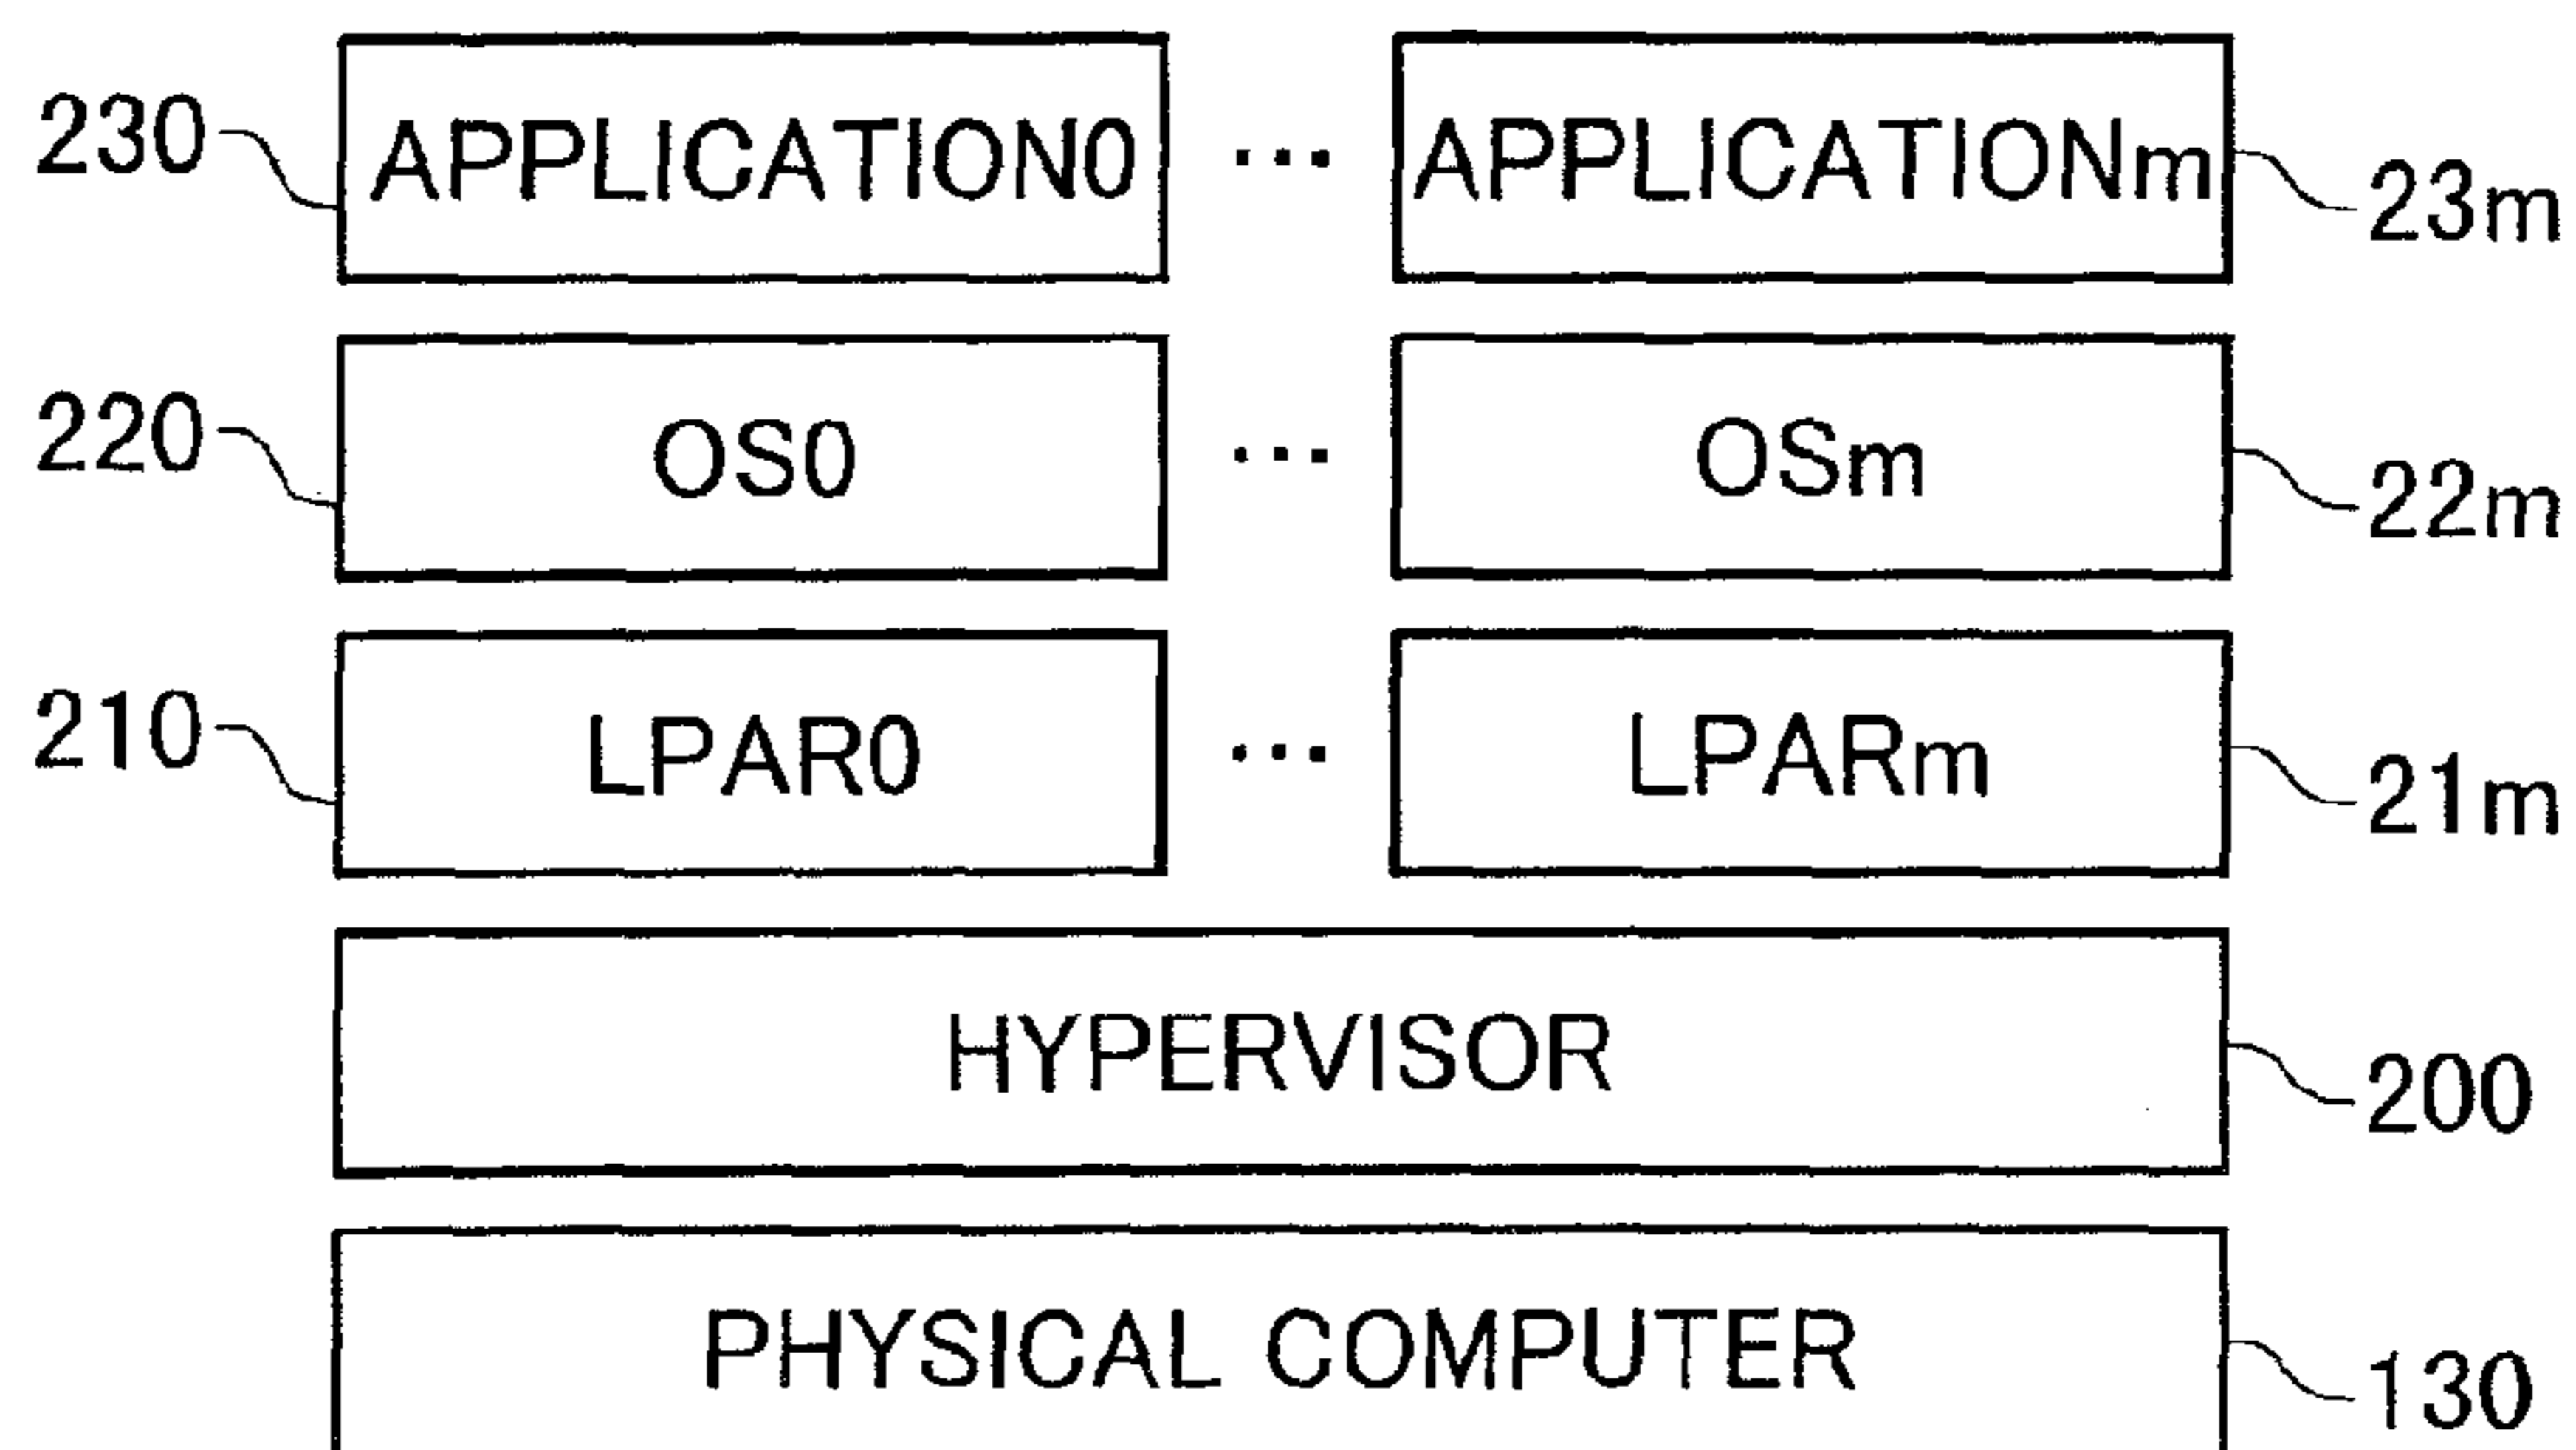 230 APPLICATION0 ... APPLICATIONm 23m
220 OS0 ... OSm 22m
210 LPAR0 ... LPARm 21m
HYPERVISOR 200
PHYSICAL COMPUTER 130